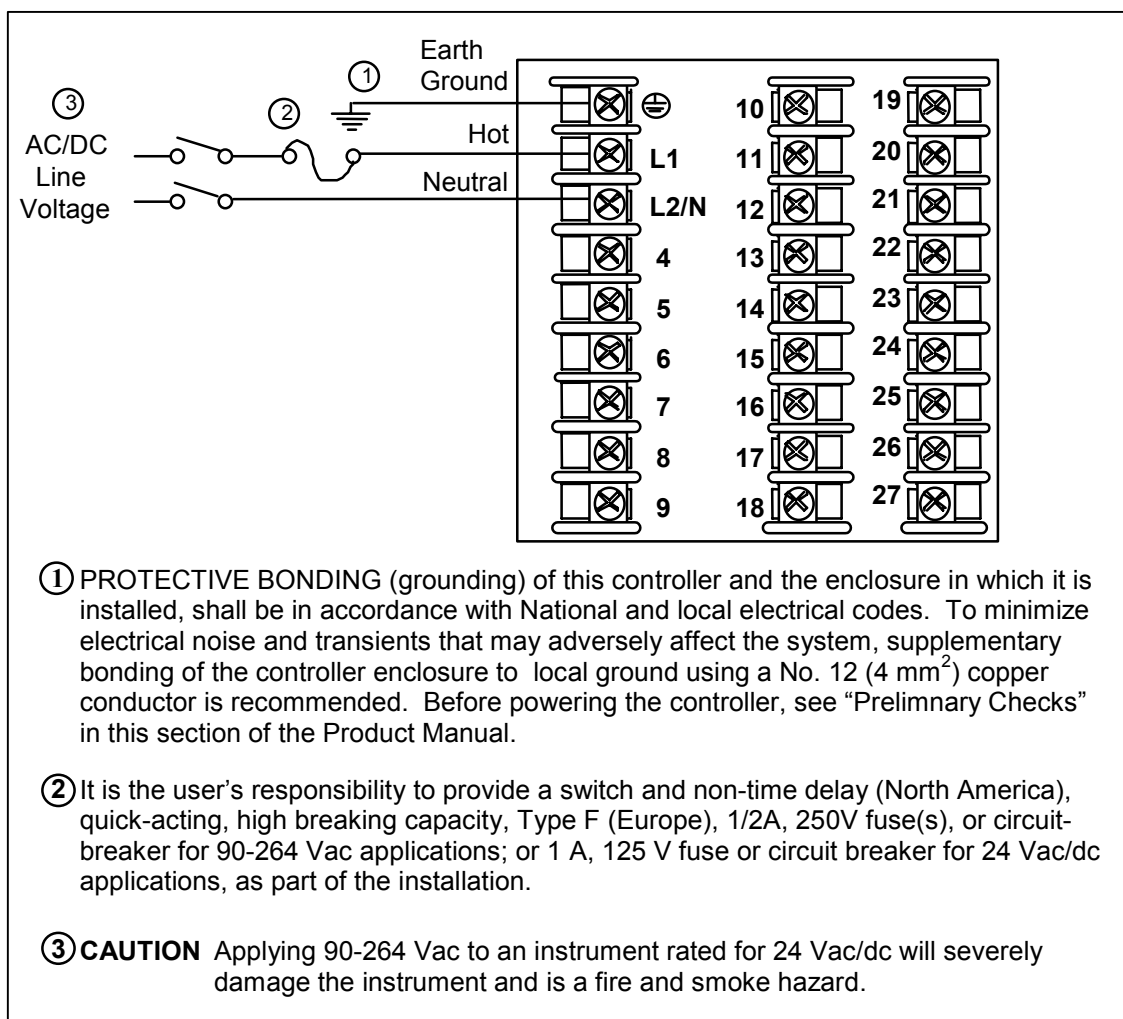 Earth
Ground
1
3
2
AC/DC
Line
Voltage
Hot
Neutral
L1
L2/N
4
5
6
7
8
9
10
11
12
13
14
15
16
17
18
19
20
21
22
23
24
25
26
27
1 PROTECTIVE BONDING (grounding) of this controller and the enclosure in which it is
installed, shall be in accordance with National and local electrical codes. To minimize
electrical noise and transients that may adversely affect the system, supplementary
bonding of the controller enclosure to local ground using a No. 12 (4 mm²) copper
conductor is recommended. Before powering the controller, see “Prelimnary Checks”
in this section of the Product Manual.
2 It is the user’s responsibility to provide a switch and non-time delay (North America),
quick-acting, high breaking capacity, Type F (Europe), 1/2A, 250V fuse(s), or circuit-
breaker for 90-264 Vac applications; or 1 A, 125 V fuse or circuit breaker for 24 Vac/dc
applications, as part of the installation.
3 CAUTION Applying 90-264 Vac to an instrument rated for 24 Vac/dc will severely
damage the instrument and is a fire and smoke hazard.